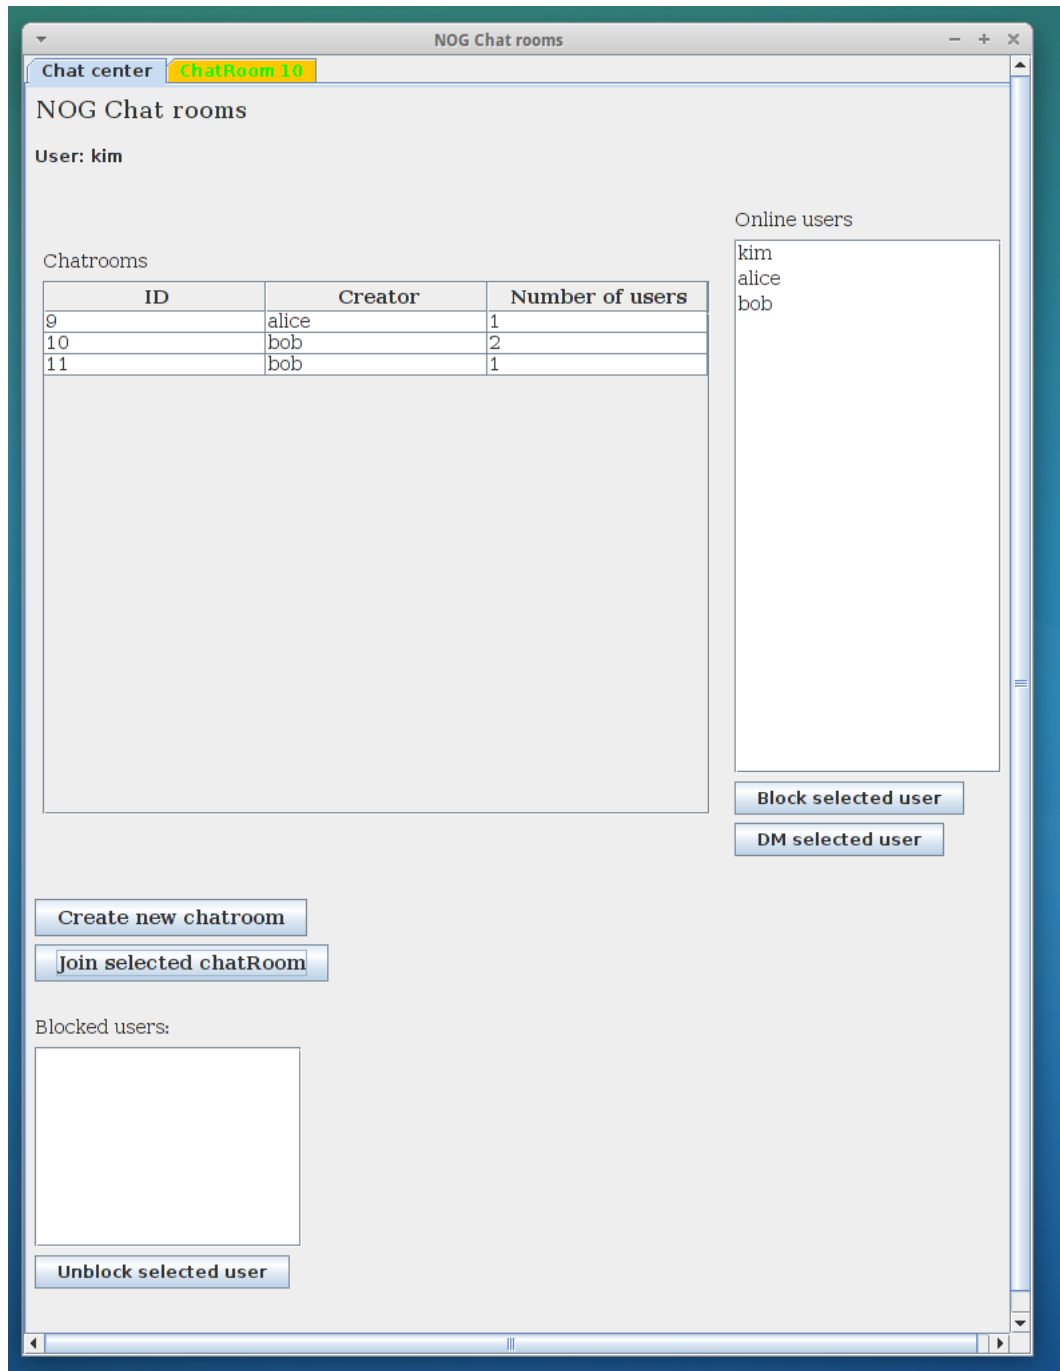 NOG Chat rooms
Chat center ChatRoom 10
NOG Chat rooms
User: kim
Online users
kim
alice
bob
Chatrooms
ID Creator Number of users
9 alice 1
10 bob 2
11 bob 1
Block selected user
DM selected user
Create new chatroom
Join selected chatRoom
Blocked users:
Unblock selected user